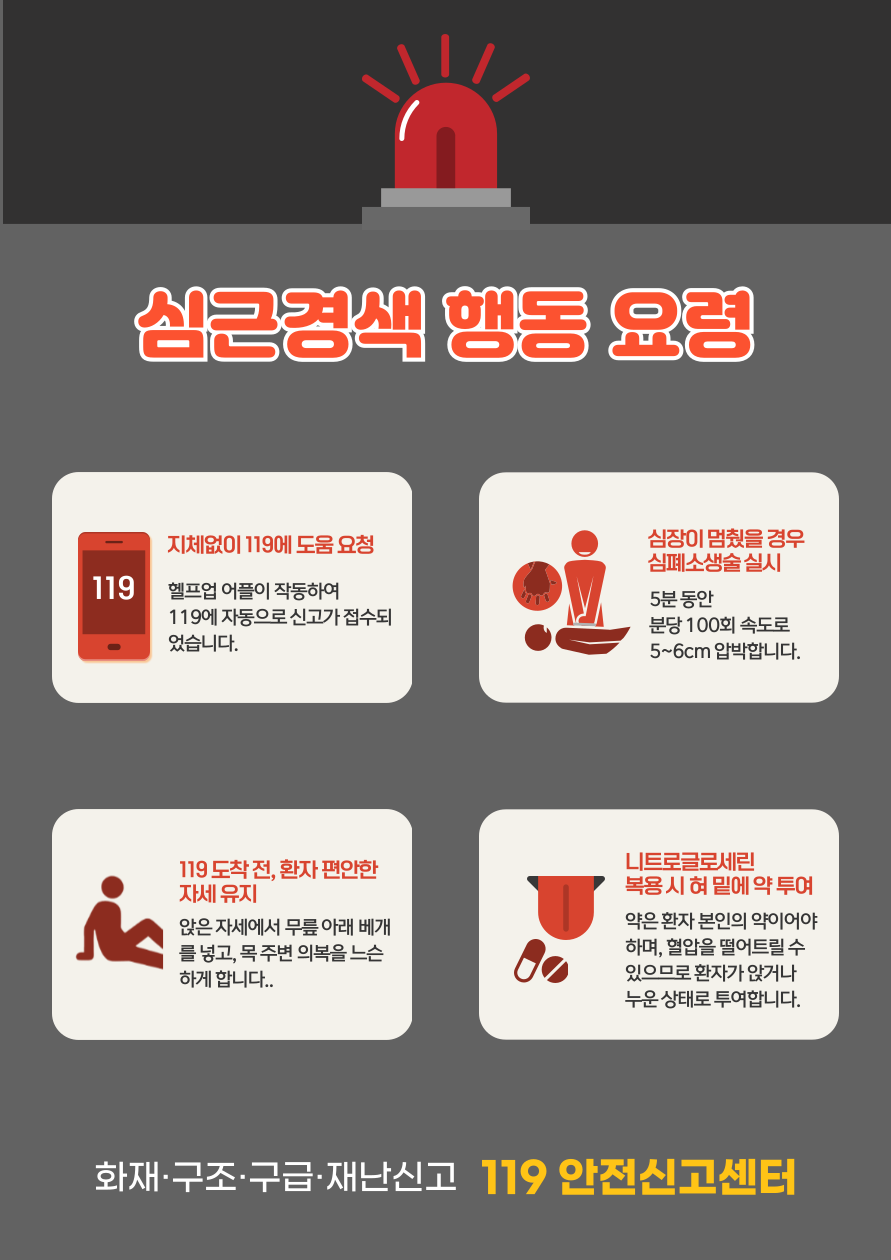 심근경색 행동 요령
119
지체없이 119에 도움 요청
헬프업 어플이 작동하여
119에 자동으로 신고가 접수되
었습니다.
심장이 멈췄을 경우
심폐소생술 실시
5분 동안
분당 100회 속도로
5~6cm 압박합니다.
119 도착 전, 환자 편안한
자세 유지
앉은 자세에서 무릎 아래 베개
를 넣고, 목 주변 의복을 느슨
하게 합니다..
니트로글로세린
복용 시 혀 밑에 약 투여
약은 환자 본인의 약이어야
하며, 혈압을 떨어트릴 수
있으므로 환자가 앉거나
누운 상태로 투여합니다.
화재·구조·구급·재난신고 119 안전신고센터